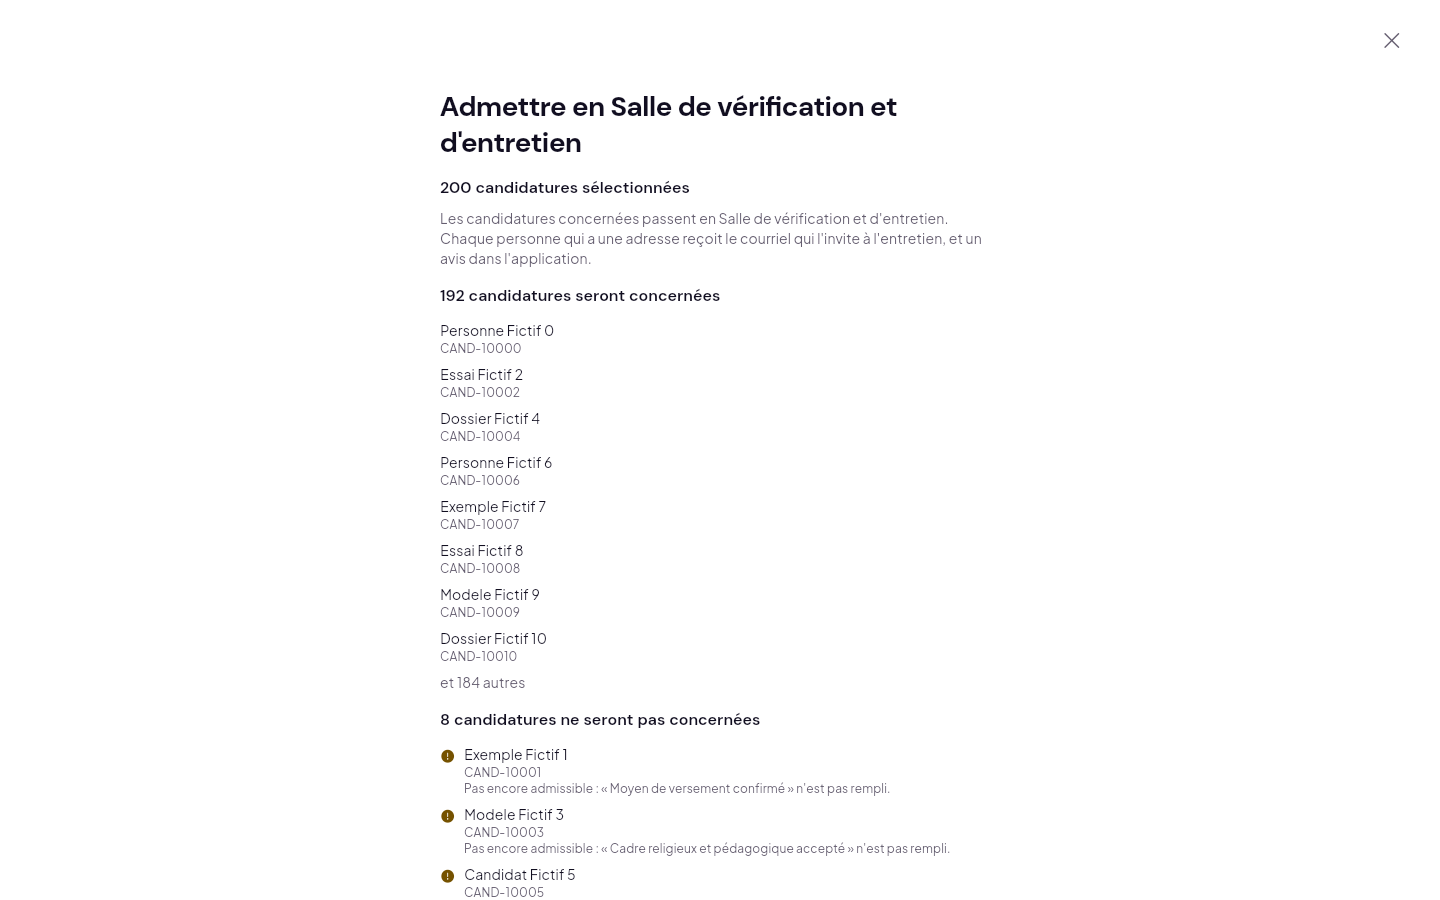 Admettre en Salle de vérification et
d'entretien
200 candidatures sélectionnées
Les candidatures concernées passent en Salle de vérification et d'entretien.
Chaque personne qui a une adresse reçoit le courriel qui l'invite à l'entretien, et un
avis dans l'application.
192 candidatures seront concernées
Personne Fictif 0
CAND-10000
Essai Fictif 2
CAND-10002
Dossier Fictif 4
CAND-10004
Personne Fictif 6
CAND-10006
Exemple Fictif 7
CAND-10007
Essai Fictif 8
CAND-10008
Modele Fictif 9
CAND-10009
Dossier Fictif 10
CAND-10010
et 184 autres
8 candidatures ne seront pas concernées
Exemple Fictif 1
CAND-10001
Pas encore admissible : « Moyen de versement confirmé » n'est pas rempli.
Modele Fictif 3
CAND-10003
Pas encore admissible : « Cadre religieux et pédagogique accepté » n'est pas rempli.
Candidat Fictif 5
CAND-10005